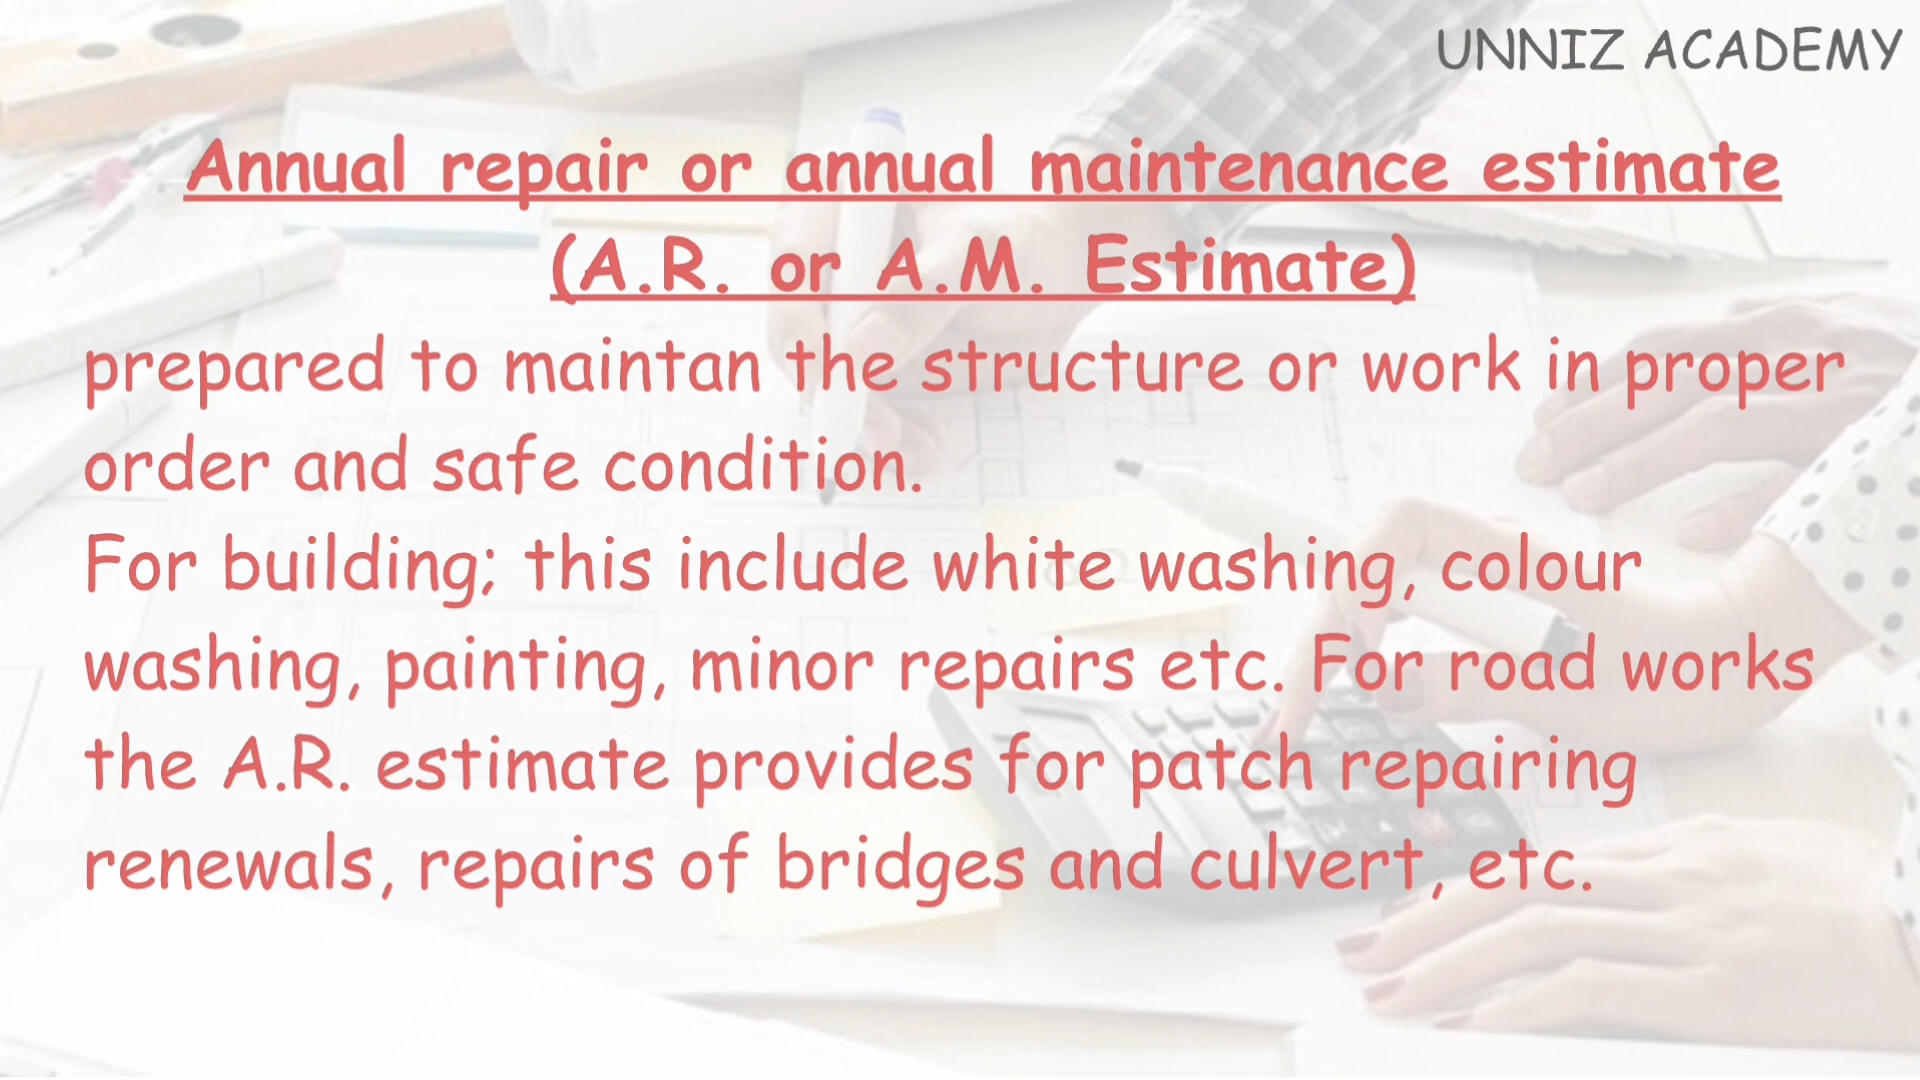 UNNIZ ACADEMY
Annual repair or annual maintenance estimate
(A.R. or A.M. Estimate)
prepared to maintan the structure or work in proper
order and safe condition.
For building; this include white washing, colour
washing, painting, minor repairs etc. For road works
the A.R. estimate provides for patch repairing
renewals, repairs of bridges and culvert, etc.